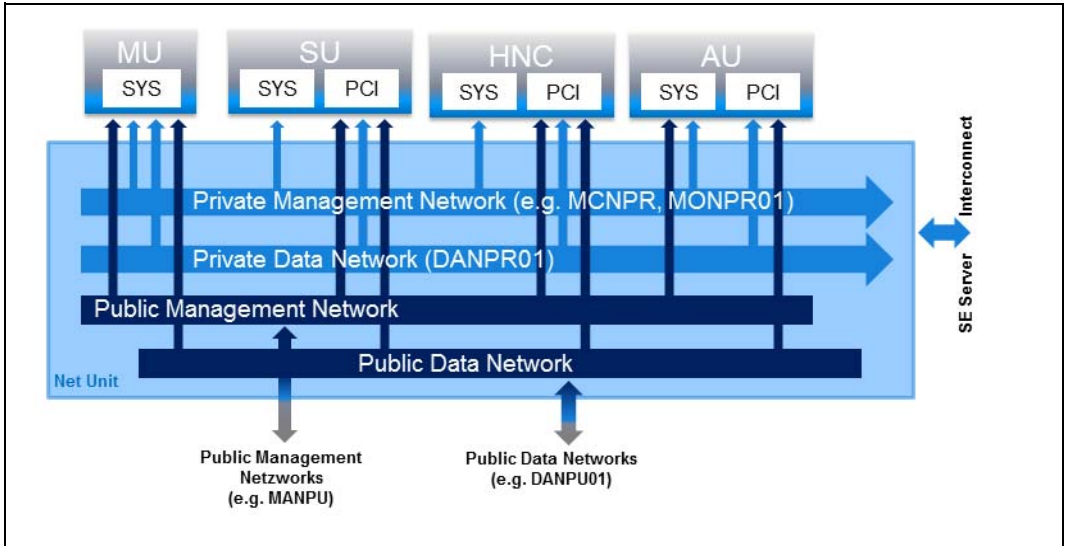 MU
SU
HNC
AU
SYS
SYS
PCI
SYS
PCI
SYS
PCI
Private Management Network (e.g. MCNPR, MONPR01)
Private Data Network (DANPR01)
Public Management Network
Public Data Network
Net Unit
SE Server Interconnect
Public Management
Netzworks
(e.g. MANPU)
Public Data Networks
(e.g. DANPU01)